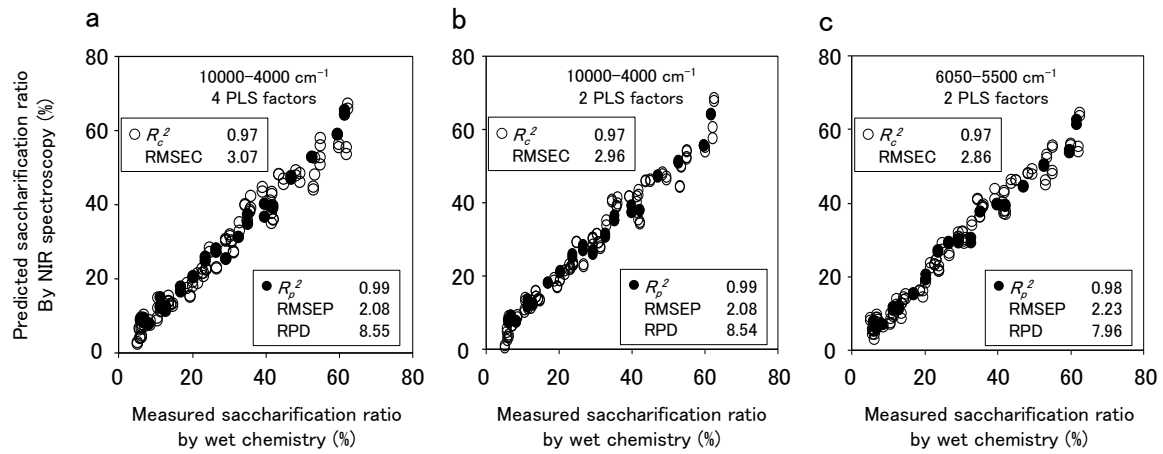 a
b
c
Predicted saccharification ratio
By NIR spectroscopy (%)
80
60
40
20
0
0 20 40 60 80
10000−4000 cm⁻¹
4 PLS factors
○ Rc² 0.97
RMSEC 3.07
● Rp² 0.99
RMSEP 2.08
RPD 8.55
Measured saccharification ratio
by wet chemistry (%)
80
60
40
20
0
0 20 40 60 80
10000−4000 cm⁻¹
2 PLS factors
○ Rc² 0.97
RMSEC 2.96
● Rp² 0.99
RMSEP 2.08
RPD 8.54
Measured saccharification ratio
by wet chemistry (%)
80
60
40
20
0
0 20 40 60 80
6050−5500 cm⁻¹
2 PLS factors
○ Rc² 0.97
RMSEC 2.86
● Rp² 0.98
RMSEP 2.23
RPD 7.96
Measured saccharification ratio
by wet chemistry (%)